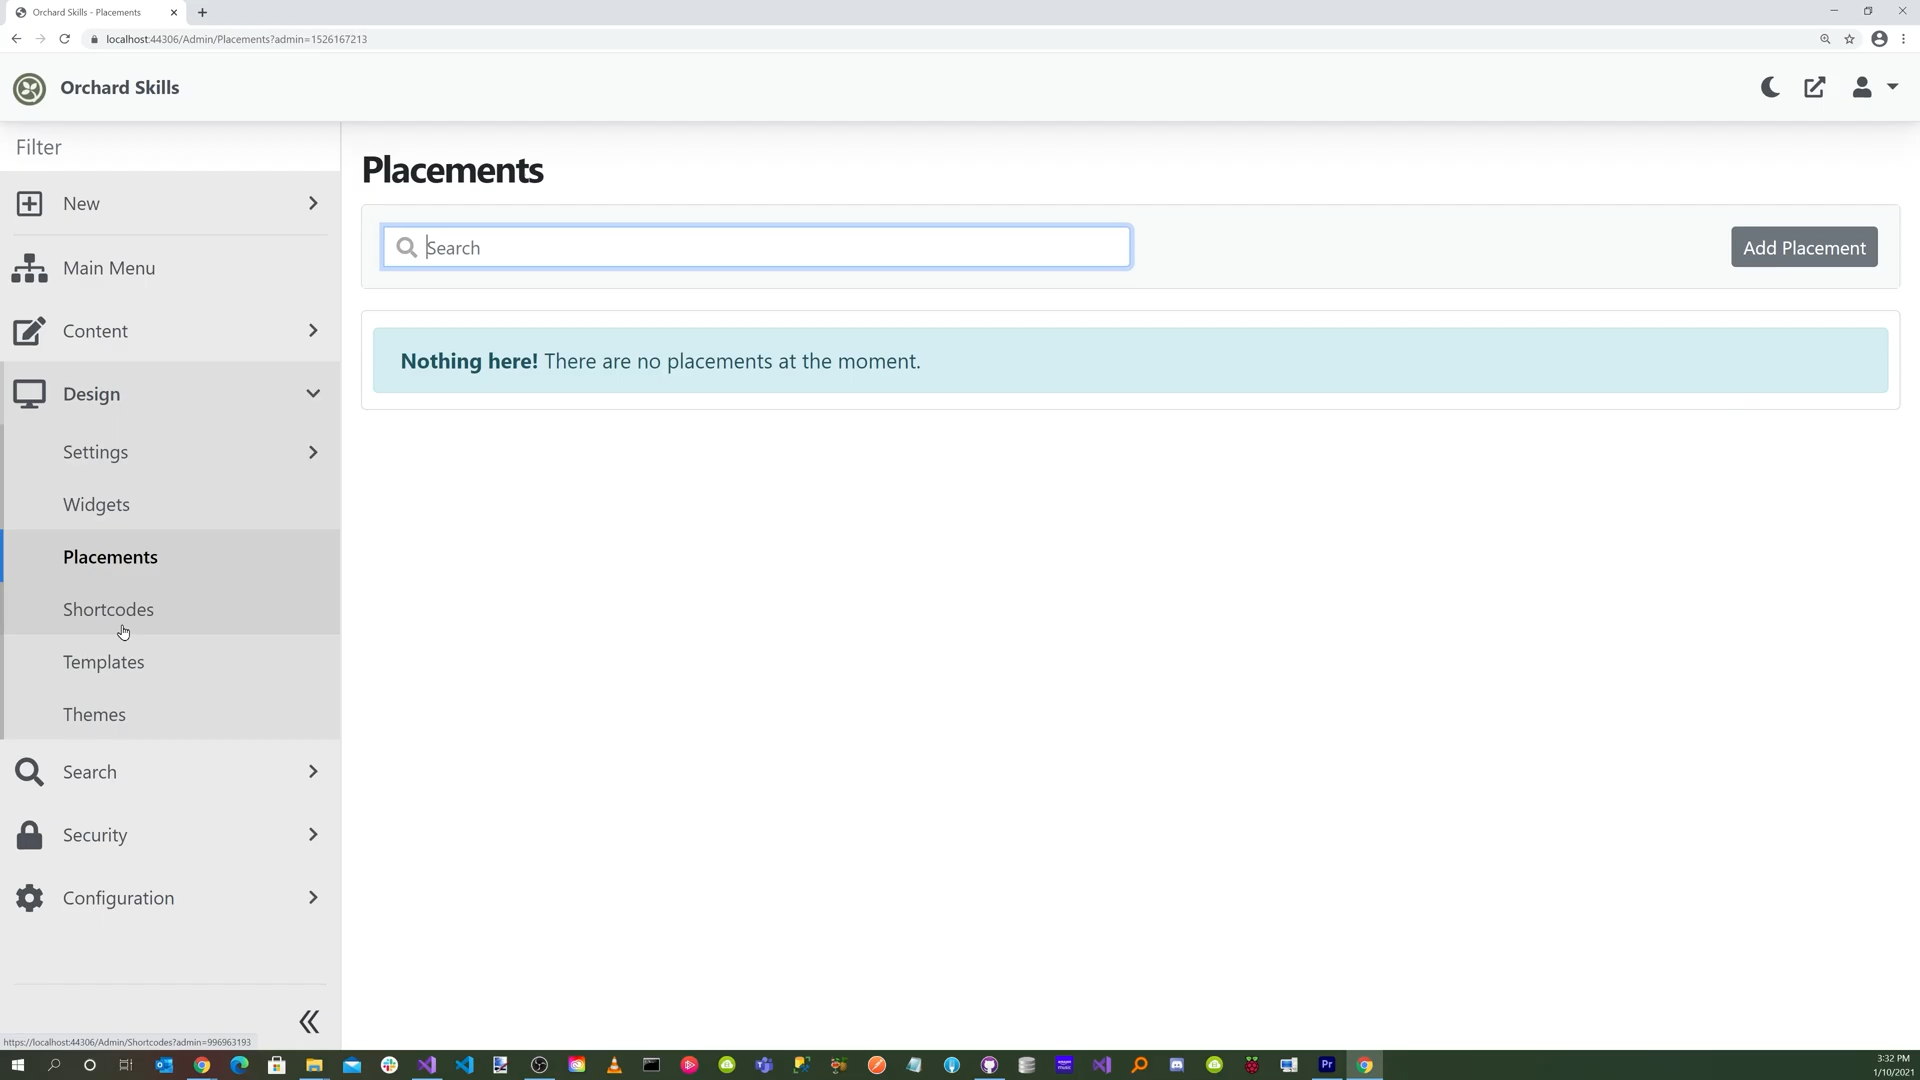 Orchard Skills - Placements
localhost:44306/Admin/Placements?admin=1526167213
Orchard Skills
Filter
New
Main Menu
Content
Design
Settings
Widgets
Placements
Shortcodes
Templates
Themes
Search
Security
Configuration
Placements
Search
Add Placement
Nothing here! There are no placements at the moment.
https://localhost:44306/Admin/Shortcodes?admin=996963193
3:32 PM
1/10/2021